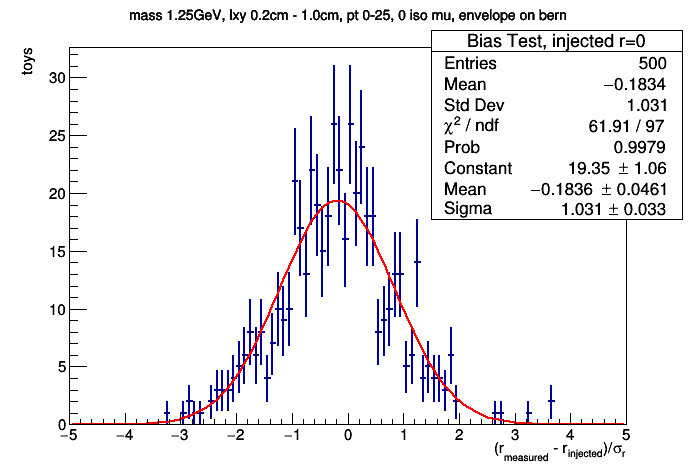 mass 1.25GeV, lxy 0.2cm - 1.0cm, pt 0-25, 0 iso mu, envelope on bern
Bias Test, injected r=0
Entries 500
Mean −0.1834
Std Dev 1.031
χ² / ndf 61.91 / 97
Prob 0.9979
Constant 19.35 ± 1.06
Mean −0.1836 ± 0.0461
Sigma 1.031 ± 0.033
toys
30
25
20
15
10
5
0
−5 −4 −3 −2 −1 0 1 2 3 4 5
(r_measured - r_injected)/σ_r